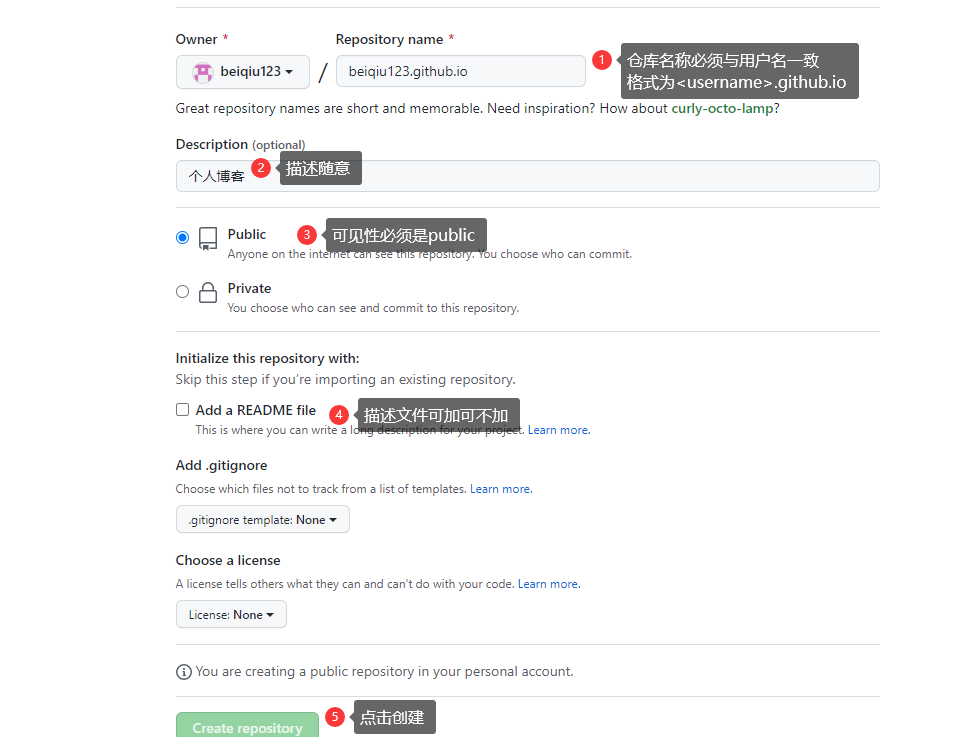 Owner *
Repository name *
beiqiu123
/
beiqiu123.github.io
1
仓库名称必须与用户名一致
格式为<username>.github.io
Great repository names are short and memorable. Need inspiration? How about curly-octo-lamp?
Description (optional)
个人博客
2
描述随意
Public
3
可见性必须是public
Anyone on the internet can see this repository. You choose who can commit.
Private
You choose who can see and commit to this repository.
Initialize this repository with:
Skip this step if you're importing an existing repository.
Add a README file
4
描述文件可加可不加
This is where you can write a long description for your project. Learn more.
Add .gitignore
Choose which files not to track from a list of templates. Learn more.
.gitignore template: None
Choose a license
A license tells others what they can and can't do with your code. Learn more.
License: None
You are creating a public repository in your personal account.
Create repository
5
点击创建